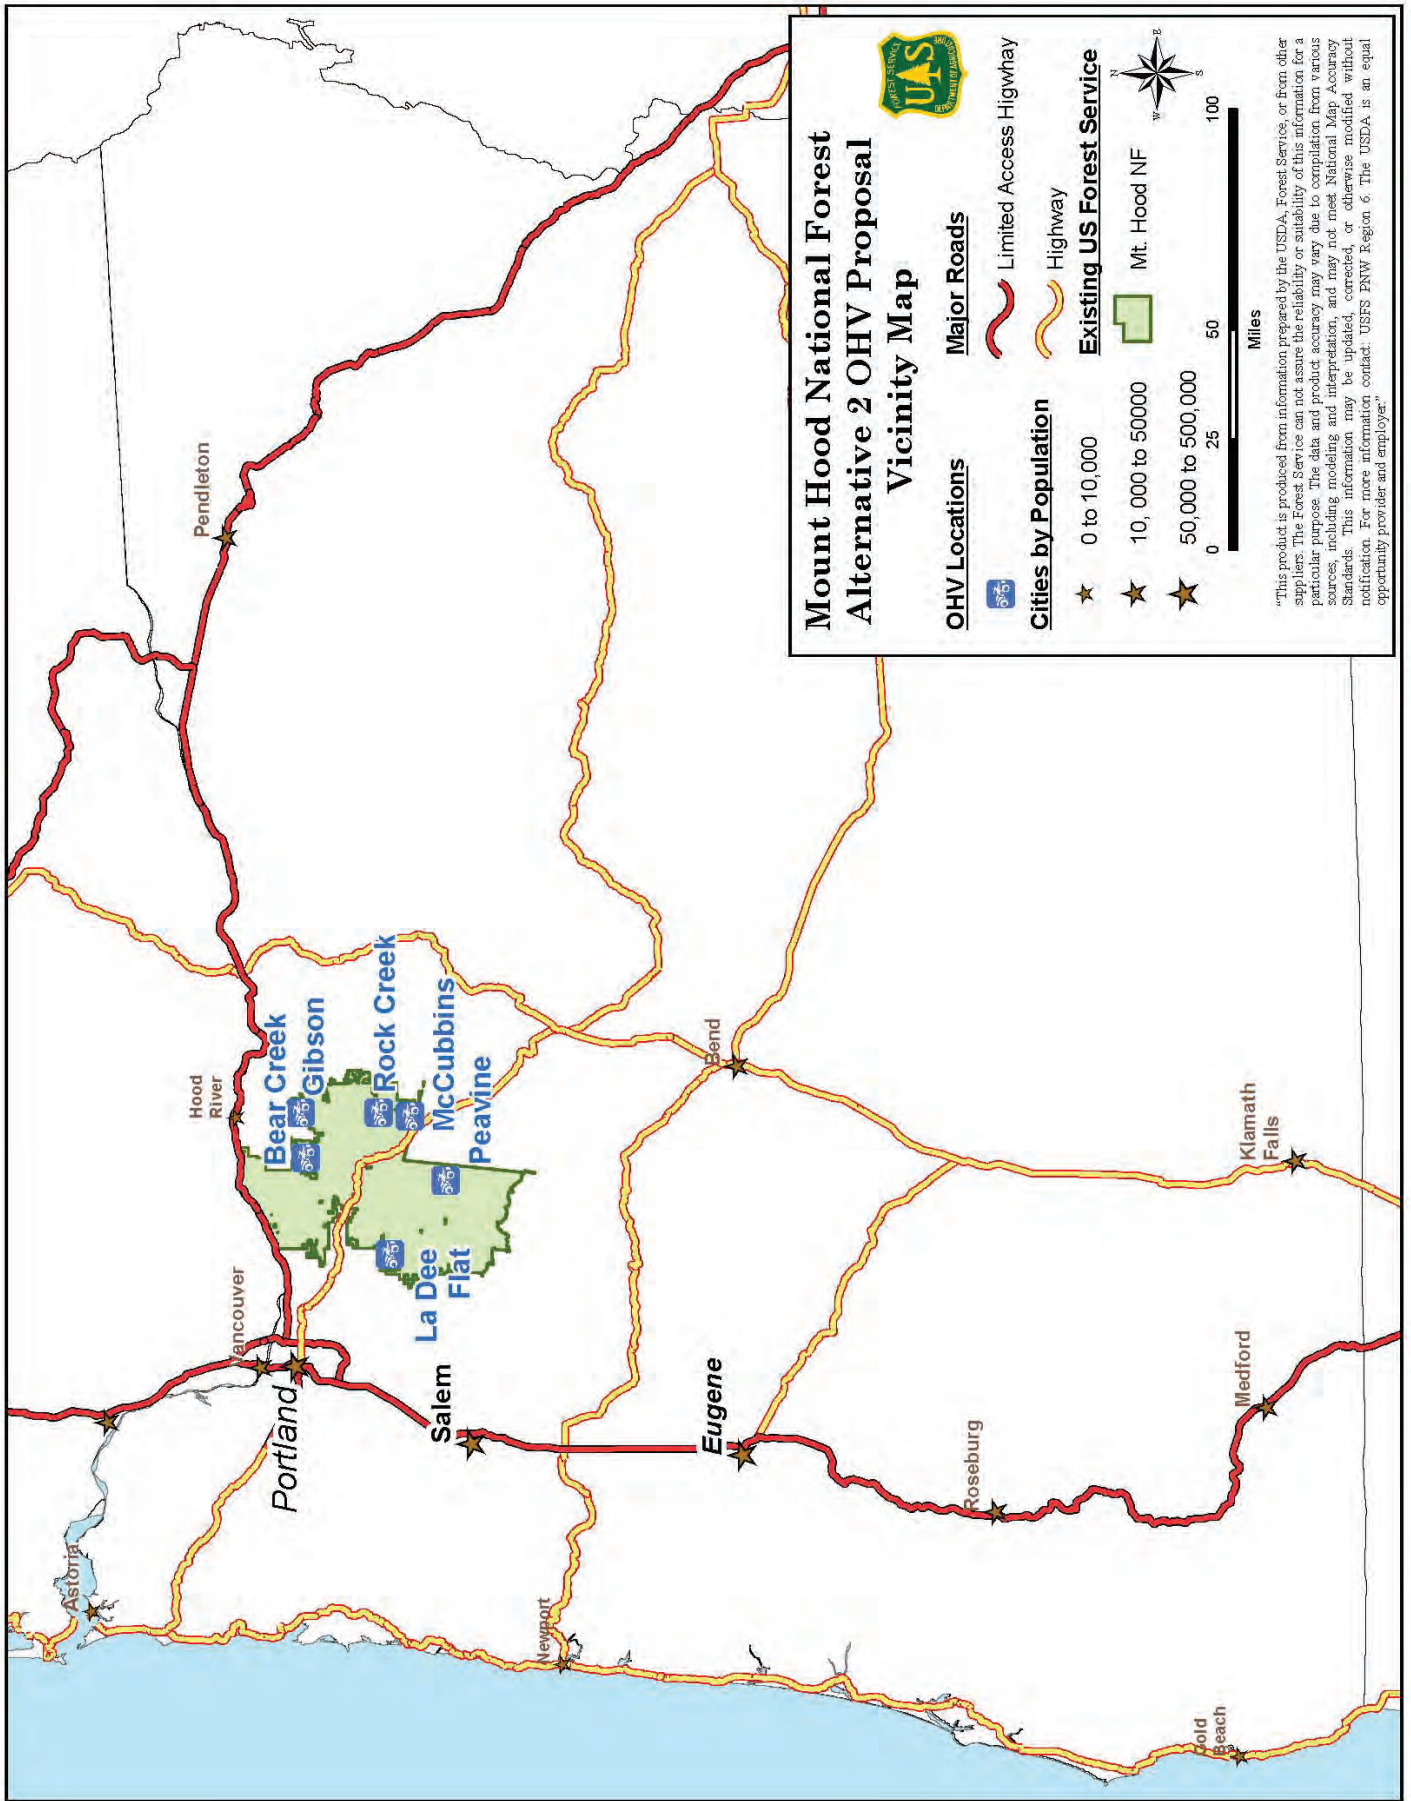 Mount Hood National Forest
Alternative 2 OHV Proposal
Vicinity Map
FOREST SERVICE
US
DEPARTMENT OF AGRICULTURE
OHV Locations
Cities by Population
0 to 10,000
10, 000 to 50000
50,000 to 500,000
Major Roads
Limited Access Higwhay
Highway
Existing US Forest Service
Mt. Hood NF
N
E
S
W
0 25 50 100
Miles
"This product is produced from information prepared by the USDA, Forest Service, or from other
suppliers. The Forest Service can not assure the reliability or suitability of this information for a
particular purpose. The data and product accuracy may vary due to compilation from various
sources, including modeling and interpretation, and may not meet National Map Accuracy
Standards. This information may be updated, corrected, or otherwise modified without
notification. For more information contact: USFS PNW Region 6. The USDA is an equal
opportunity provider and employer."
Astoria
Vancouver
Portland
Hood
River
Pendleton
Bear Creek
Gibson
Rock Creek
McCubbins
Peavine
La Dee
Flat
Salem
Newport
Eugene
Bend
Roseburg
Medford
Klamath
Falls
Gold
Beach